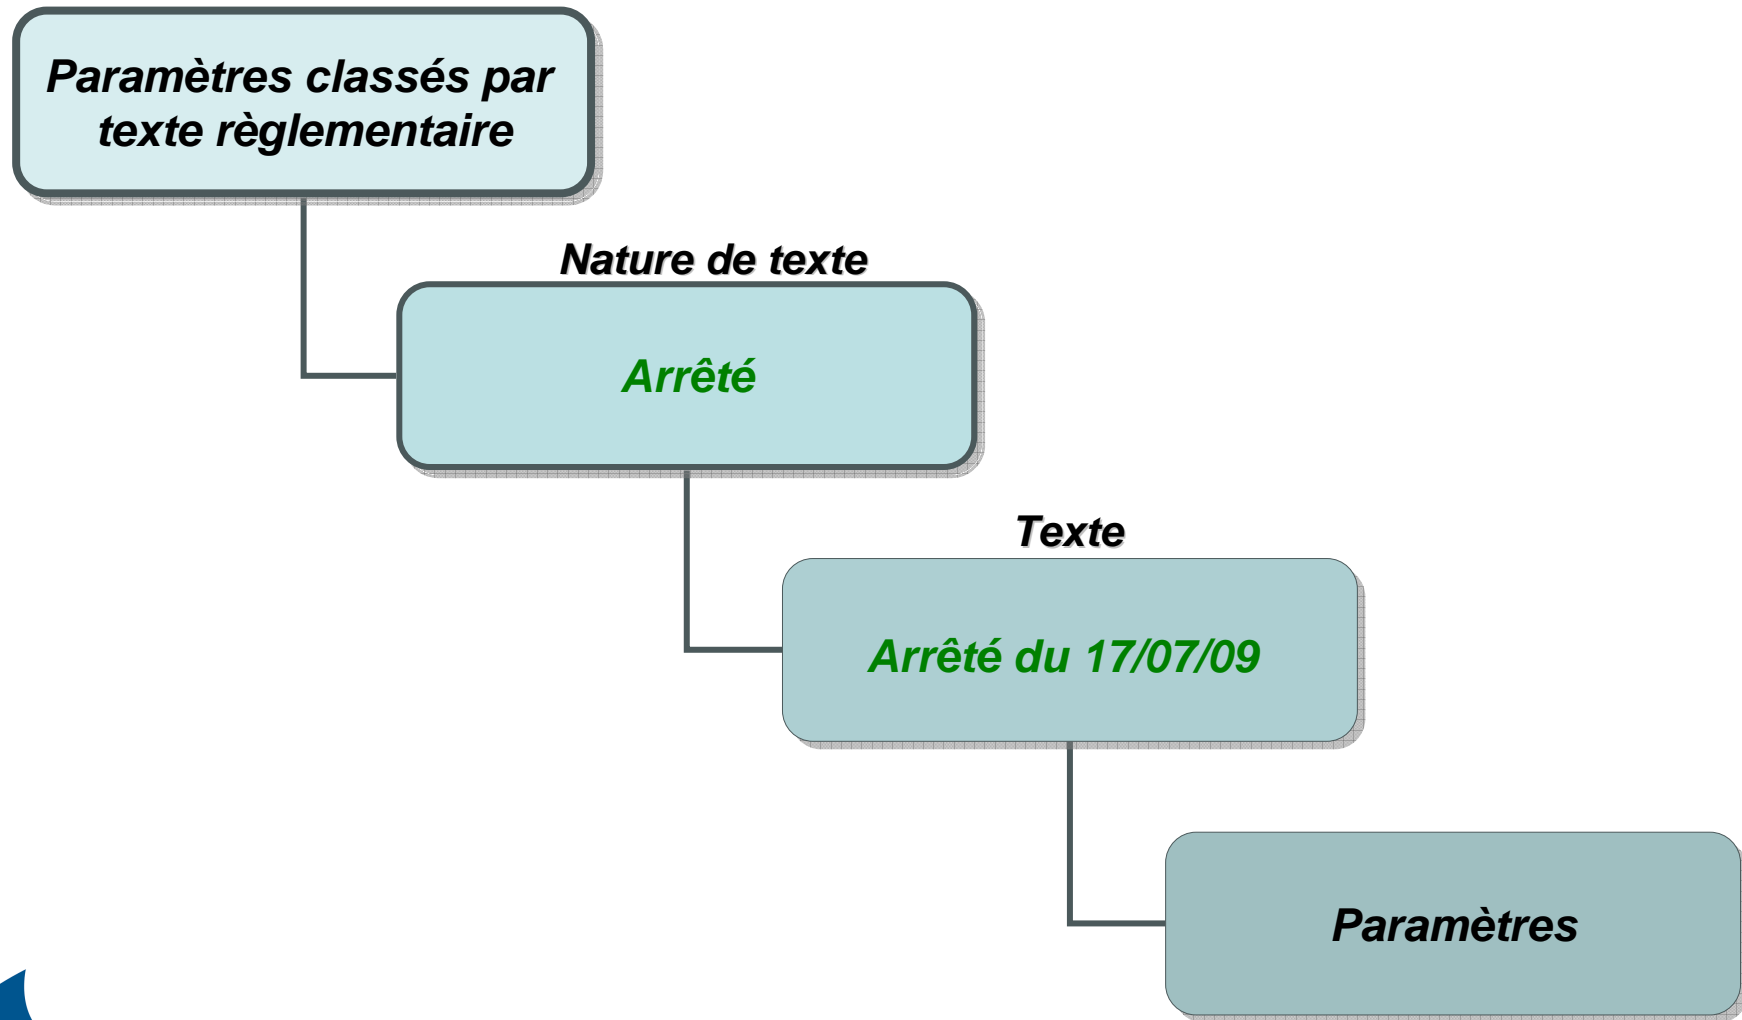 Paramètres classés par
texte règlementaire
Nature de texte
Arrêté
Texte
Arrêté du 17/07/09
Paramètres